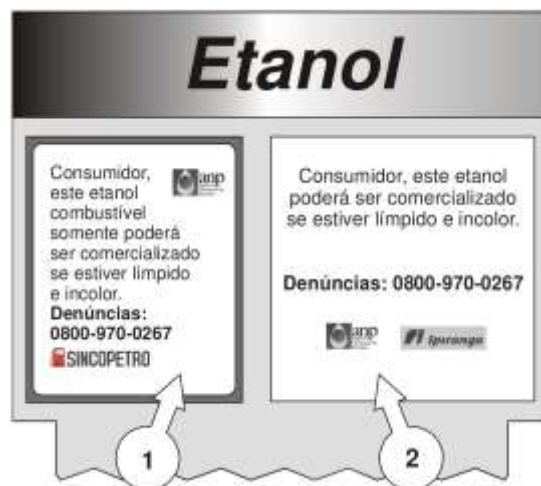 Etanol
Consumidor,
este etanol
combustível
somente poderá
ser comercializado
se estiver límpido
e incolor.
Denúncias:
0800-970-0267
anp
SINCOPETRO
Consumidor, este etanol
poderá ser comercializado
se estiver límpido e incolor.
Denúncias: 0800-970-0267
anp
Ipiranga
1
2